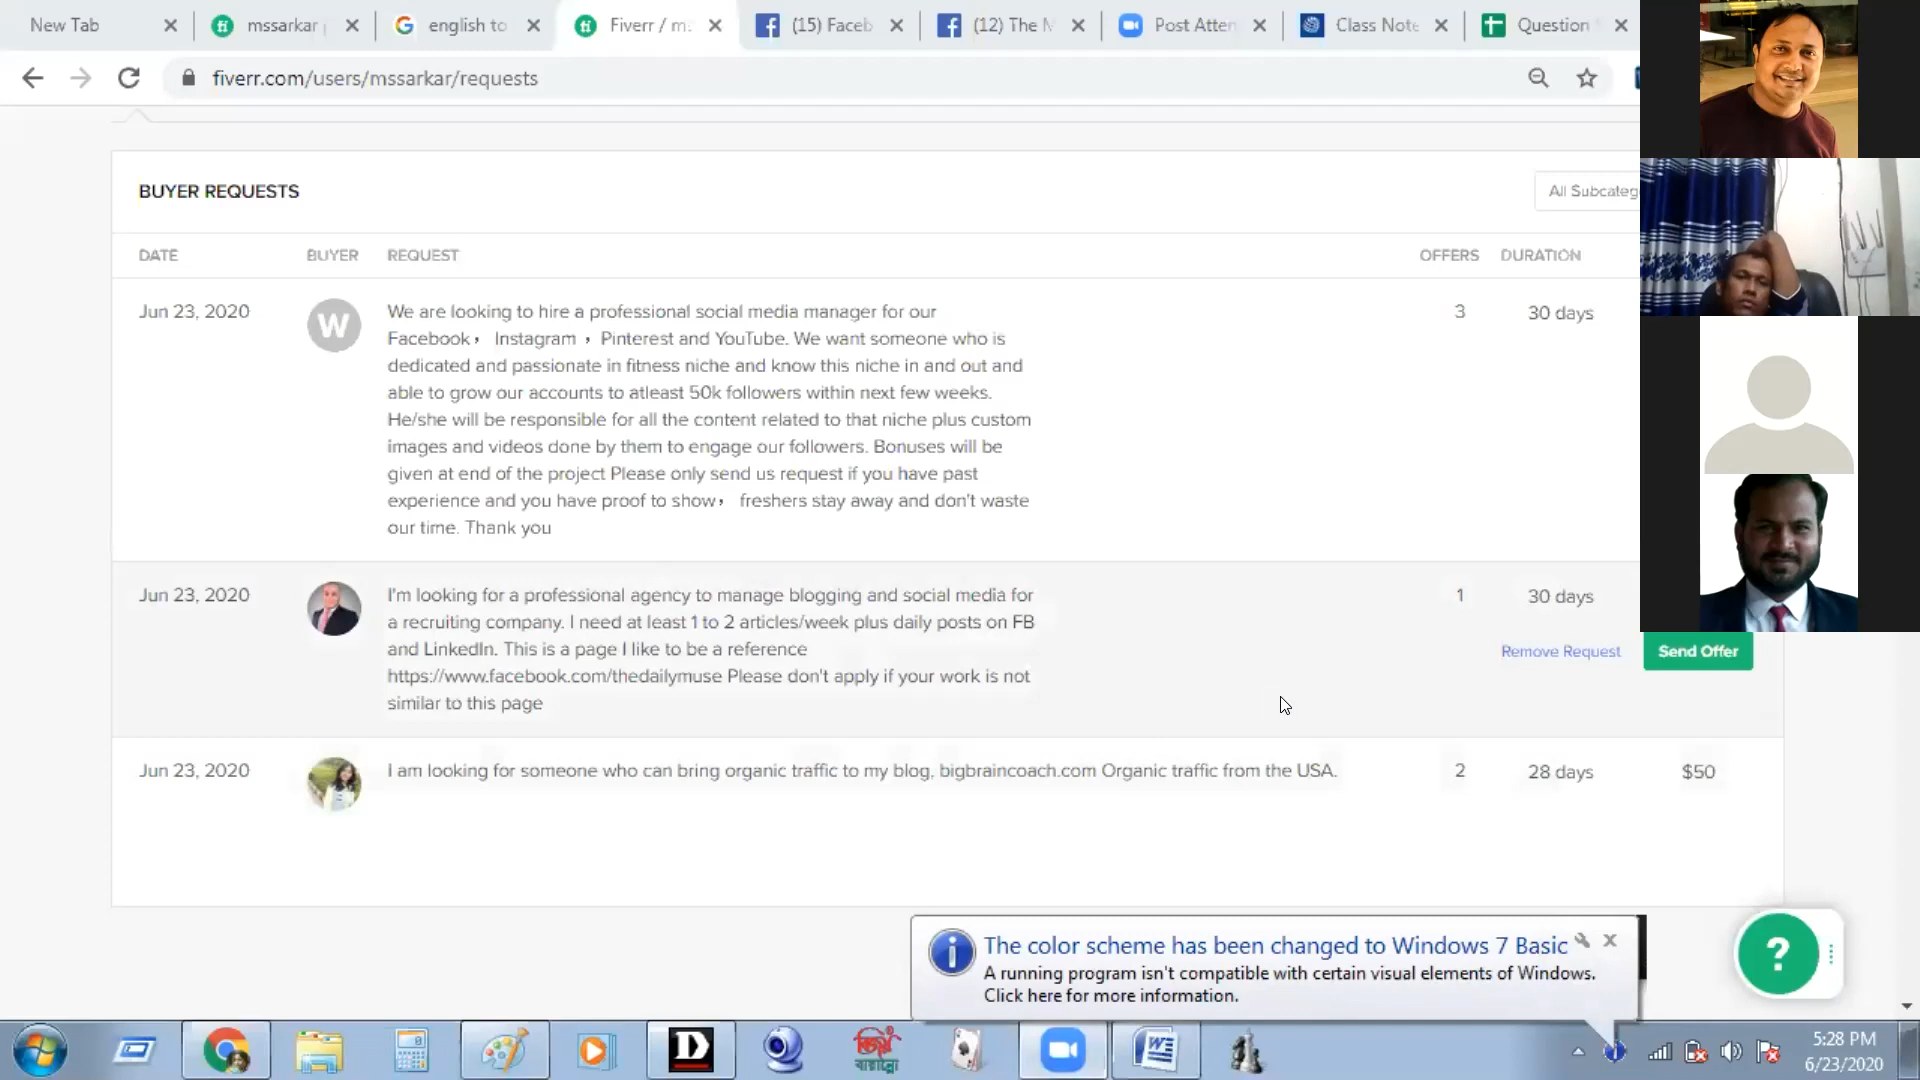 New Tab
mssarkar
english to
Fiverr / m
(15) Faceb
(12) The M
Post Atten
Class Note
Question
fiverr.com/users/mssarkar/requests
BUYER REQUESTS
All Subcateg
DATE BUYER REQUEST OFFERS DURATION
Jun 23, 2020
W
We are looking to hire a professional social media manager for our
Facebook， Instagram ，Pinterest and YouTube. We want someone who is
dedicated and passionate in fitness niche and know this niche in and out and
able to grow our accounts to atleast 50k followers within next few weeks.
He/she will be responsible for all the content related to that niche plus custom
images and videos done by them to engage our followers. Bonuses will be
given at end of the project Please only send us request if you have past
experience and you have proof to show， freshers stay away and don't waste
our time. Thank you
3
30 days
Jun 23, 2020
I'm looking for a professional agency to manage blogging and social media for
a recruiting company. I need at least 1 to 2 articles/week plus daily posts on FB
and LinkedIn. This is a page I like to be a reference
https://www.facebook.com/thedailymuse Please don't apply if your work is not
similar to this page
1
30 days
Remove Request
Send Offer
Jun 23, 2020
I am looking for someone who can bring organic traffic to my blog, bigbraincoach.com Organic traffic from the USA.
2
28 days
$50
The color scheme has been changed to Windows 7 Basic
A running program isn't compatible with certain visual elements of Windows.
Click here for more information.
?
D
বিজয়
বায়ান্নো
W
5:28 PM
6/23/2020